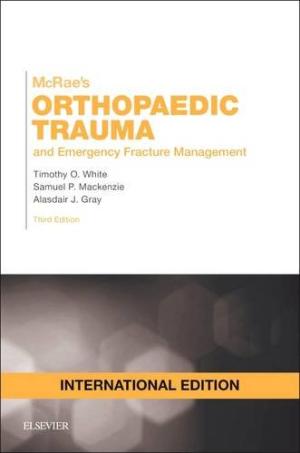 McRae's
ORTHOPAEDIC
TRAUMA
and Emergency Fracture Management
Timothy O. White
Samuel P. Mackenzie
Alasdair J. Gray
Third Edition
INTERNATIONAL EDITION
ELSEVIER